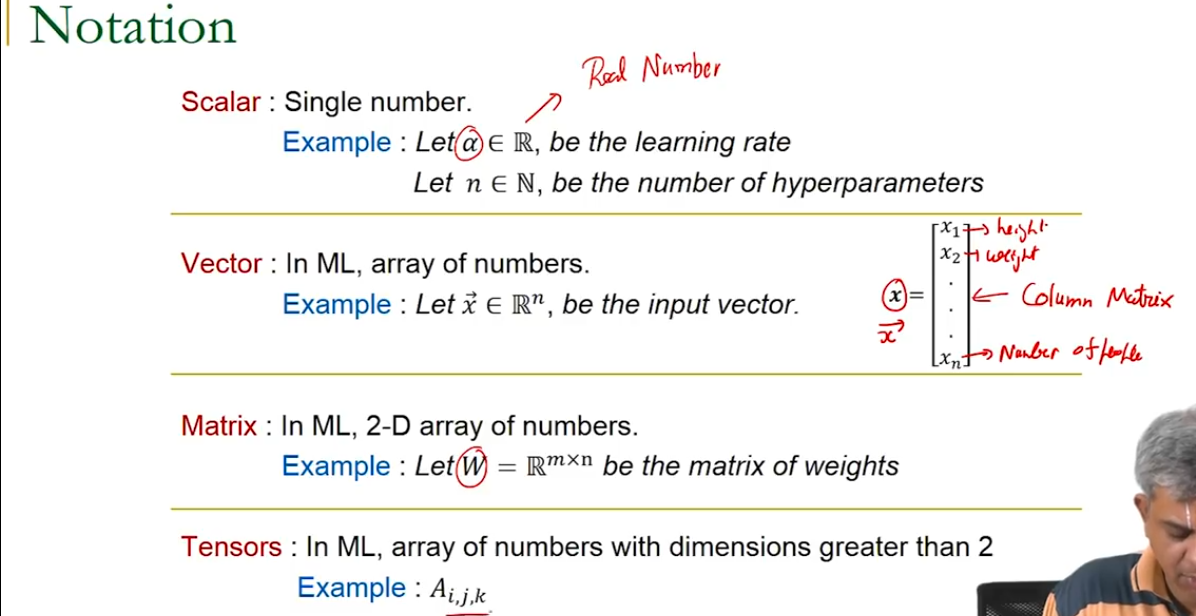 Notation
Real Number
Scalar : Single number.
Example : Let α ∈ ℝ, be the learning rate
Let n ∈ ℕ, be the number of hyperparameters
Vector : In ML, array of numbers.
Example : Let x⃗ ∈ ℝⁿ, be the input vector.
x =
x⃗
x₁ → height
x₂ → weight
.
.
.
xₙ → Number of people
← Column Matrix
Matrix : In ML, 2-D array of numbers.
Example : Let W = ℝᵐˣⁿ be the matrix of weights
Tensors : In ML, array of numbers with dimensions greater than 2
Example : A_{i,j,k}